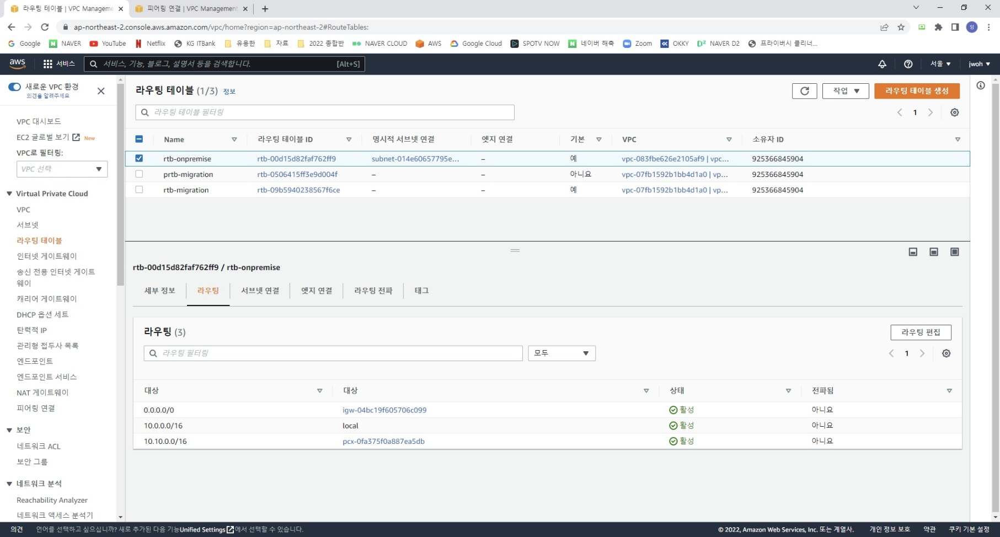 라우팅 테이블 | VPC Manageme
피어링 연결 | VPC Management
ap-northeast-2.console.aws.amazon.com/vpc/home?region=ap-northeast-2#RouteTables:
잉
Google NAVER YouTube Netflix KG ITBank 유용한 자료 2022 종합반 NAVER CLOUD AWS Google Cloud SPOTV NOW 네이버 해축 Zoom OKKY NAVER D2 프라이버시 클리너...
aws 서비스 서비스, 기능, 블로그, 설명서 등을 검색합니다. [Alt+S] 서울 jwoh
새로운 VPC 환경
의견을 알려주세요
VPC 대시보드
EC2 글로벌 보기 New
VPC로 필터링:
VPC 선택
Virtual Private Cloud
VPC
서브넷
라우팅 테이블
인터넷 게이트웨이
송신 전용 인터넷 게이트
웨이
캐리어 게이트웨이
DHCP 옵션 세트
탄력적 IP
관리형 접두사 목록
엔드포인트
엔드포인트 서비스
NAT 게이트웨이
피어링 연결
보안
네트워크 ACL
보안 그룹
네트워크 분석
Reachability Analyzer
네트워크 액세스 분석기
라우팅 테이블 (1/3) 정보
작업 라우팅 테이블 생성
라우팅 테이블 필터링
1
Name 라우팅 테이블 ID 명시적 서브넷 연결 엣지 연결 기본 VPC 소유자 ID
rtb-onpremise rtb-00d15d82faf762ff9 subnet-014e60657795e... – 예 vpc-083fbe626e2105af9 | vpc... 925366845904
prtb-migration rtb-0506415ff3e9d004f – – 아니요 vpc-07fb1592b1bb4d1a0 | vp... 925366845904
rtb-migration rtb-09b5940238567f6ce – – 예 vpc-07fb1592b1bb4d1a0 | vp... 925366845904
rtb-00d15d82faf762ff9 / rtb-onpremise
세부 정보 라우팅 서브넷 연결 엣지 연결 라우팅 전파 태그
라우팅 (3)
라우팅 편집
라우팅 필터링 모두
1
대상 대상 상태 전파됨
0.0.0.0/0 igw-04bc19f605706c099 활성 아니요
10.0.0.0/16 local 활성 아니요
10.10.0.0/16 pcx-0fa375f0a887ea5db 활성 아니요
의견 언어를 선택하고 싶으십니까? 새로 추가된 다음 기능Unified Settings에서 선택할 수 있습니다. © 2022, Amazon Web Services, Inc. 또는 계열사. 개인 정보 보호 약관 쿠키 기본 설정